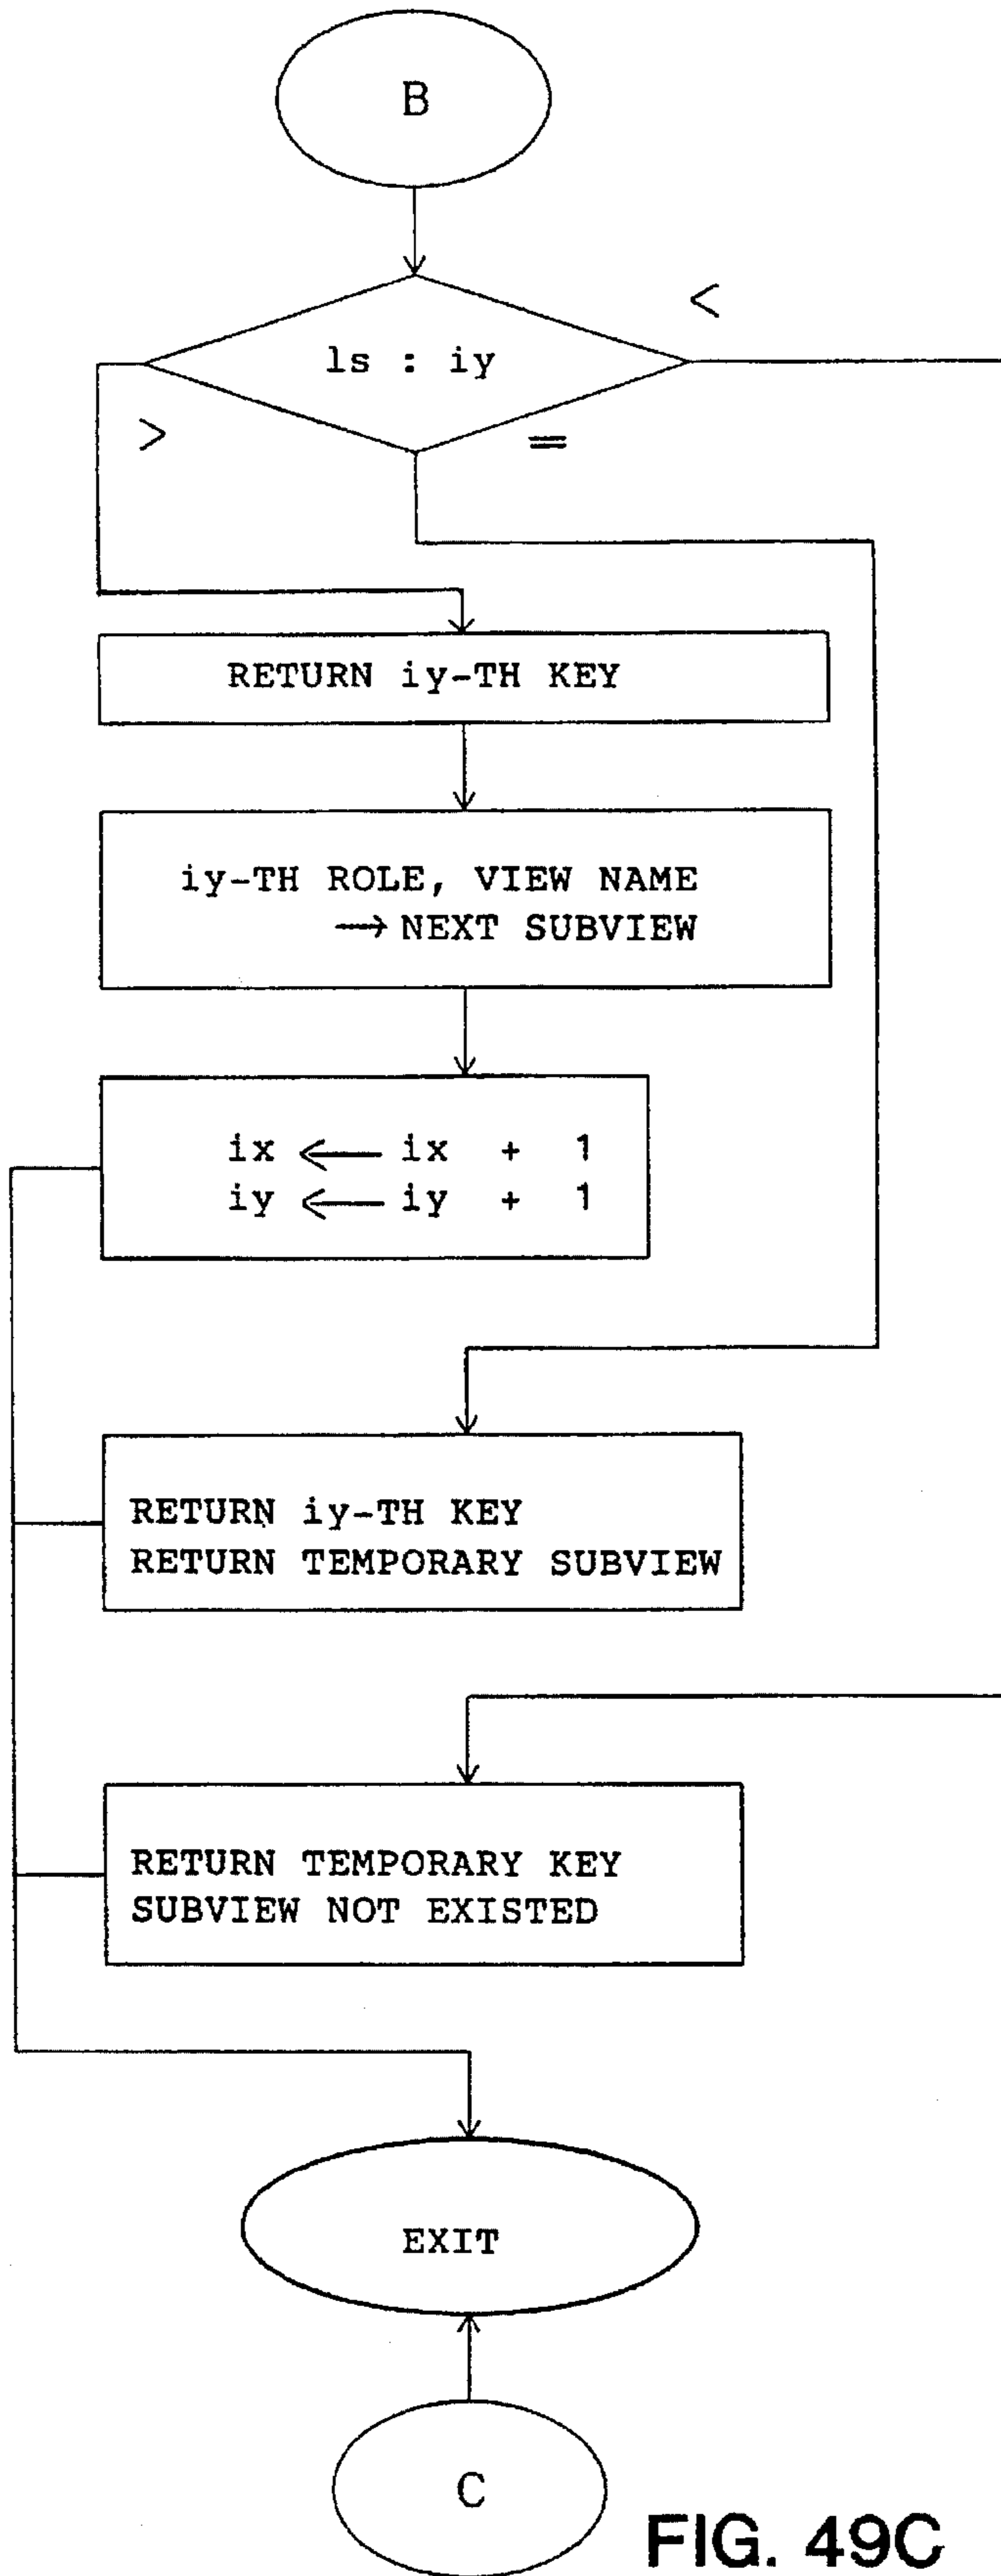 B
<
ls : iy
>
=
RETURN iy-TH KEY
iy-TH ROLE, VIEW NAME
→ NEXT SUBVIEW
ix ← ix + 1
iy ← iy + 1
RETURN iy-TH KEY
RETURN TEMPORARY SUBVIEW
RETURN TEMPORARY KEY
SUBVIEW NOT EXISTED
EXIT
C
FIG. 49C